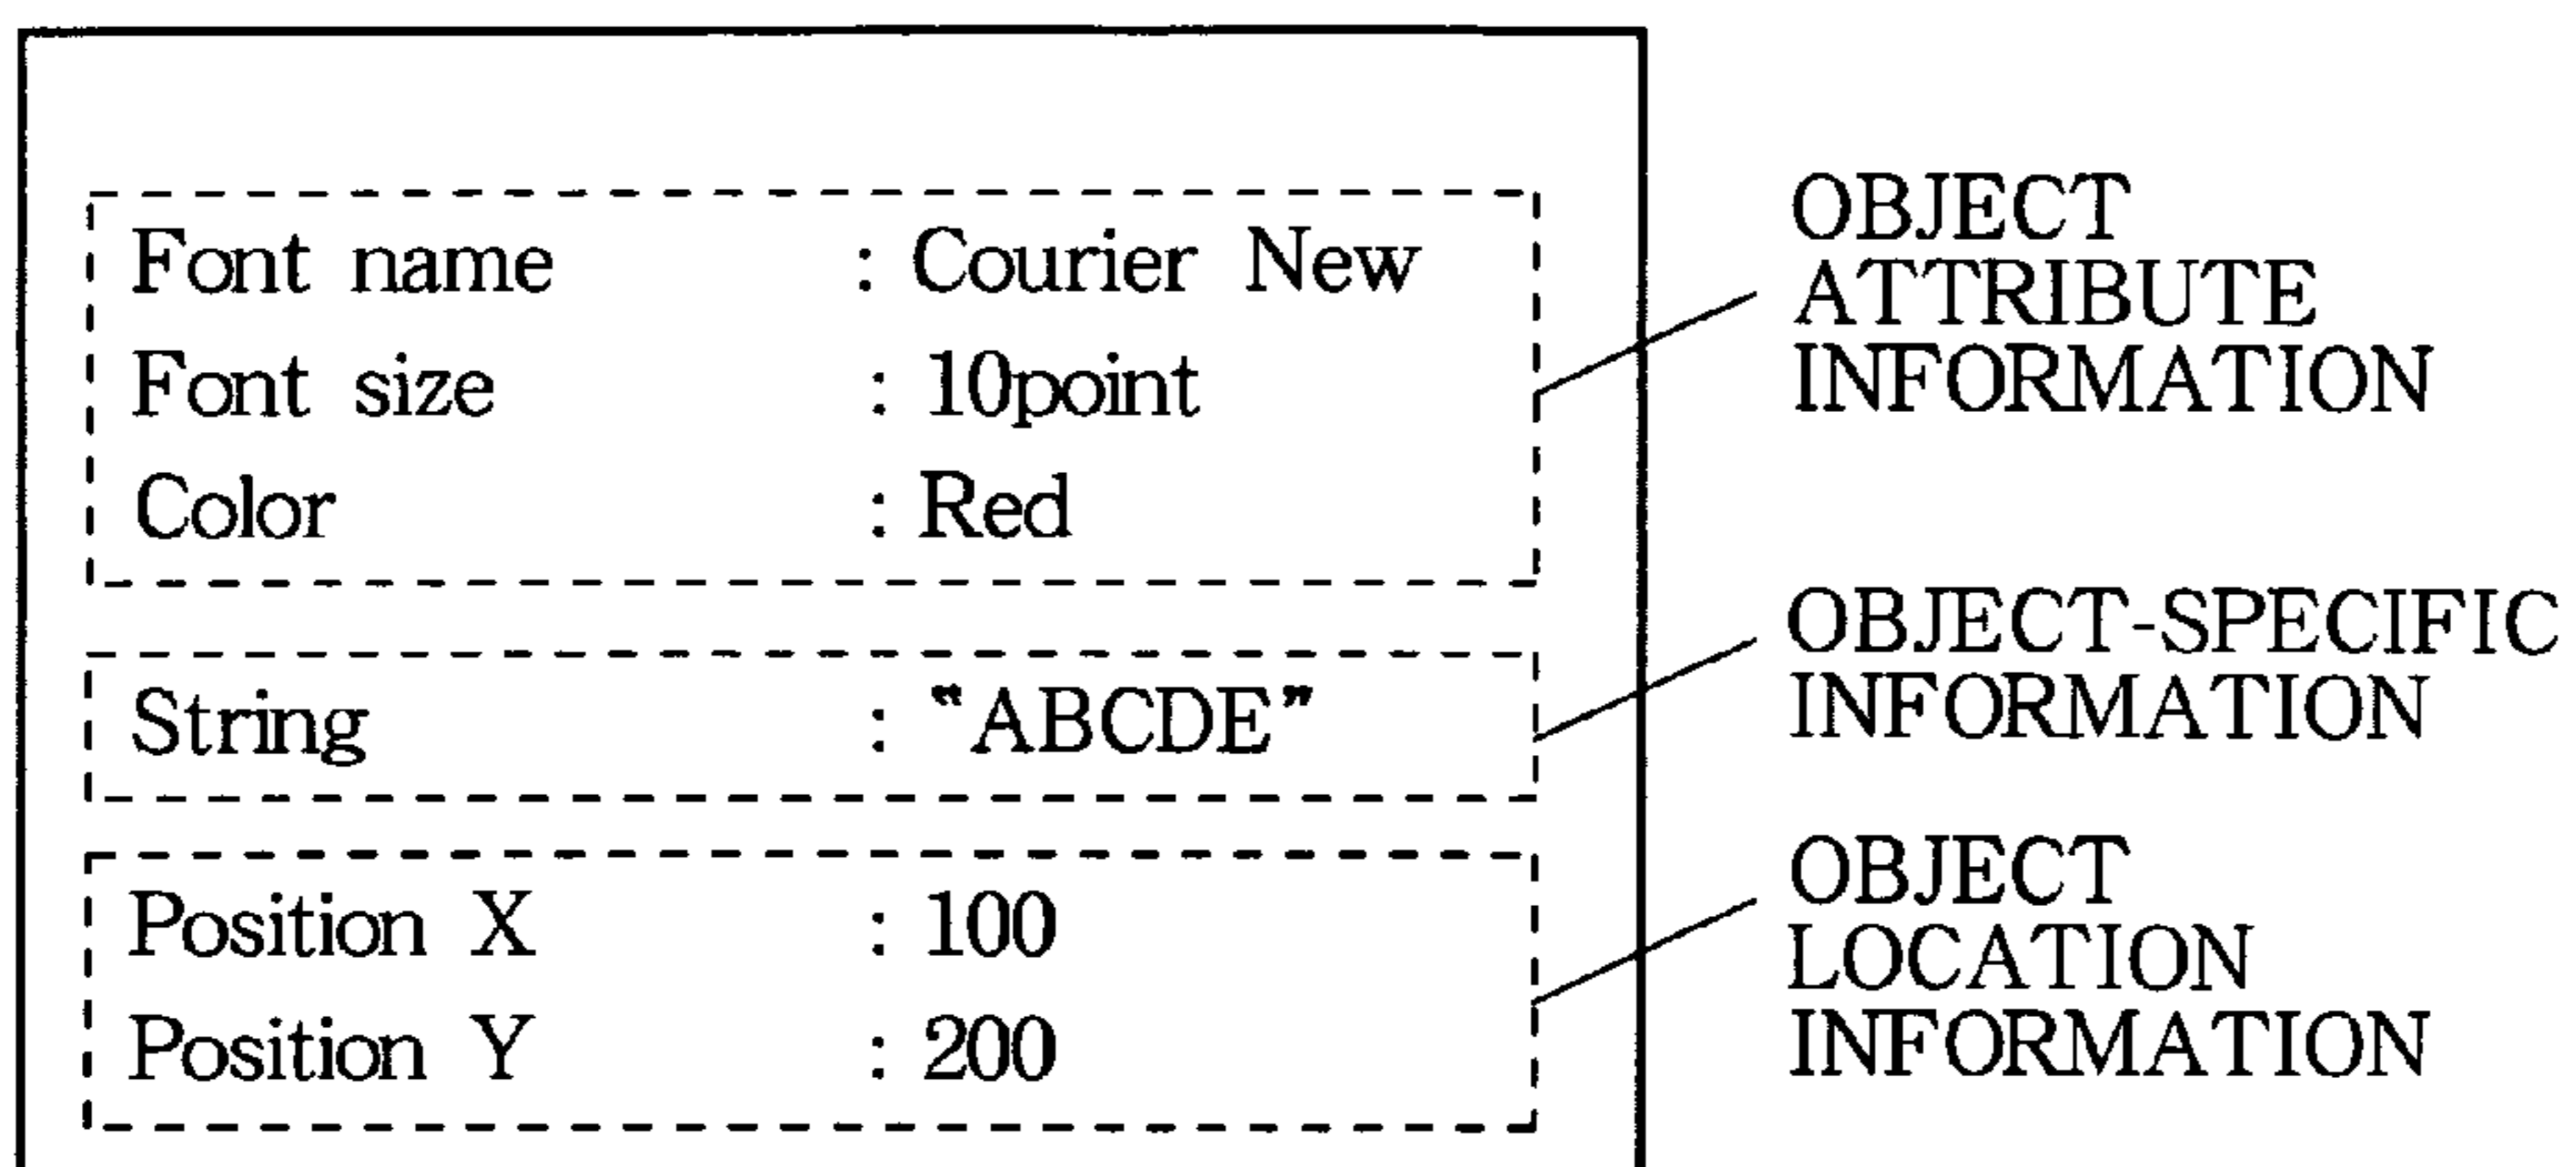 Font name : Courier New
Font size : 10point
Color : Red
OBJECT
ATTRIBUTE
INFORMATION
String : "ABCDE"
OBJECT-SPECIFIC
INFORMATION
Position X : 100
Position Y : 200
OBJECT
LOCATION
INFORMATION